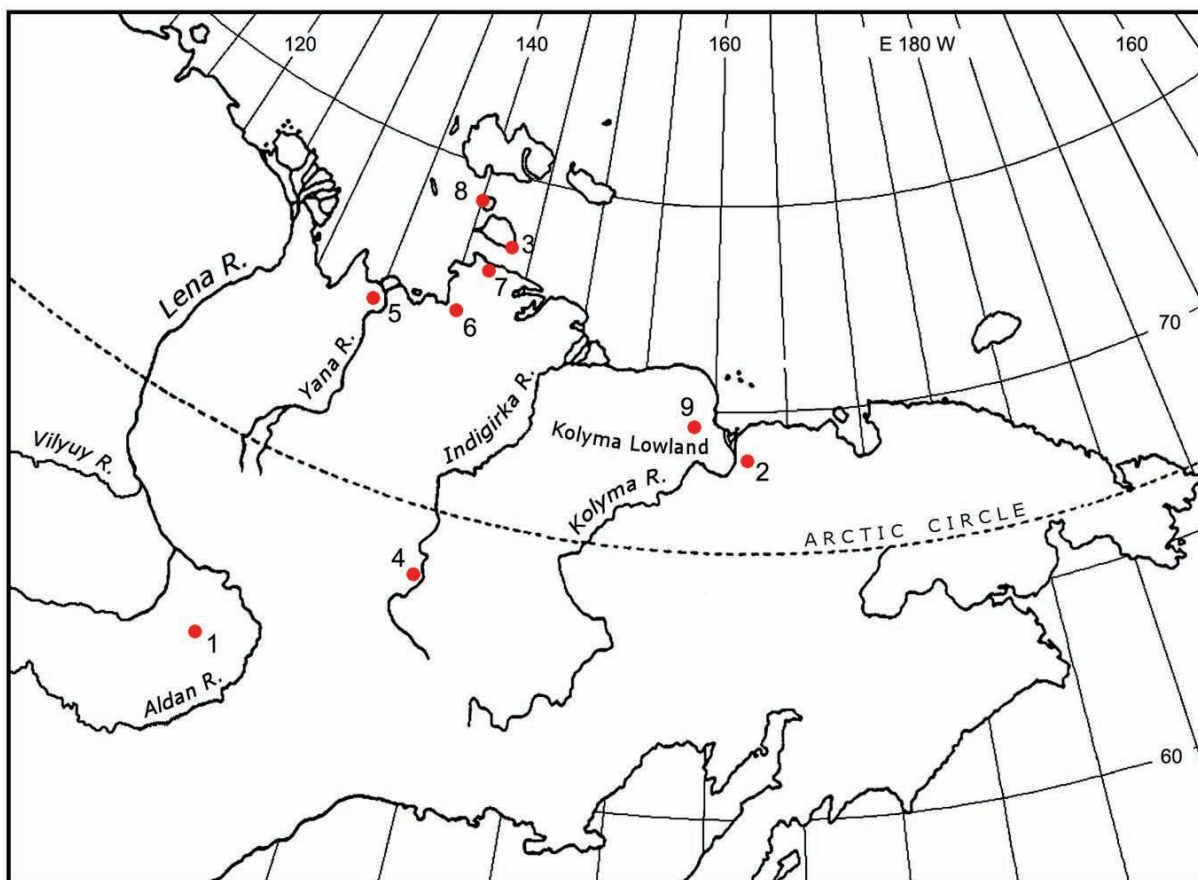 120
140
160
E 180 W
160
8
3
7
Lena R.
5
6
70
Yana R.
Indigirka R.
9
Kolyma Lowland
Vilyuy R.
2
Kolyma R.
ARCTIC CIRCLE
4
1
Aldan R.
60